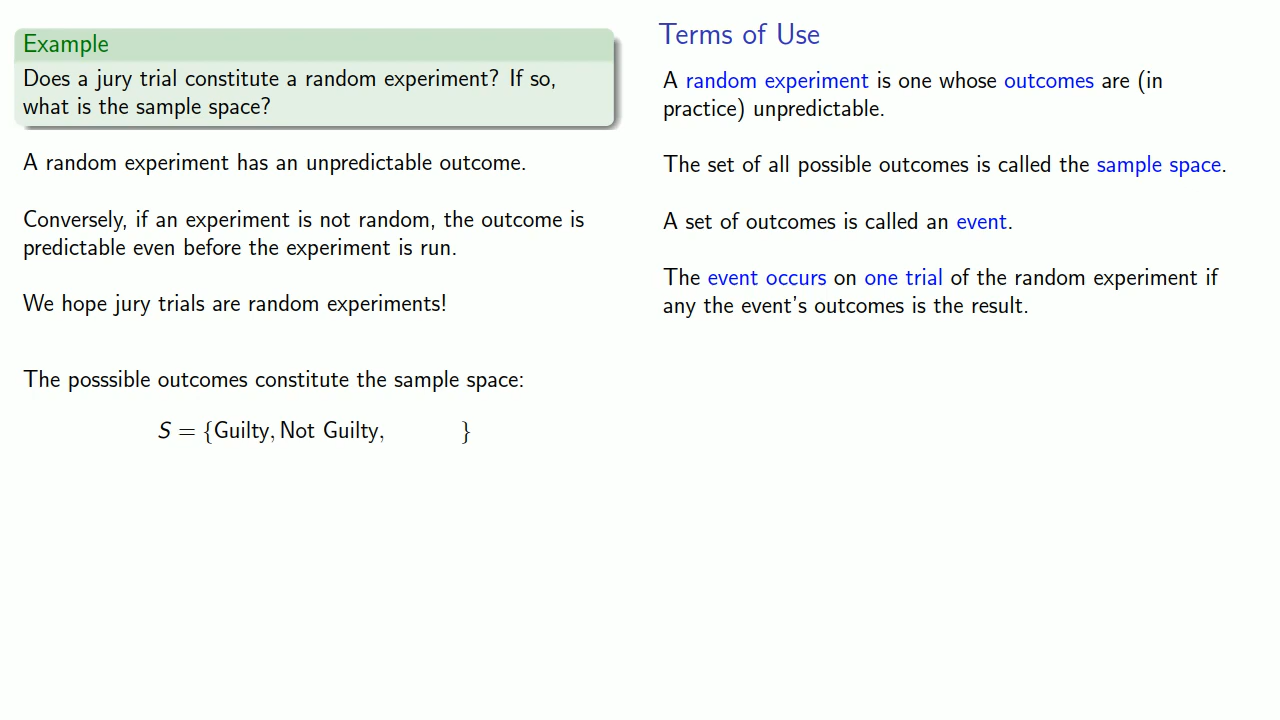 Example
Does a jury trial constitute a random experiment? If so,
what is the sample space?
A random experiment has an unpredictable outcome.
Conversely, if an experiment is not random, the outcome is
predictable even before the experiment is run.
We hope jury trials are random experiments!
The posssible outcomes constitute the sample space:
S = {Guilty, Not Guilty, }
Terms of Use
A random experiment is one whose outcomes are (in
practice) unpredictable.
The set of all possible outcomes is called the sample space.
A set of outcomes is called an event.
The event occurs on one trial of the random experiment if
any the event's outcomes is the result.